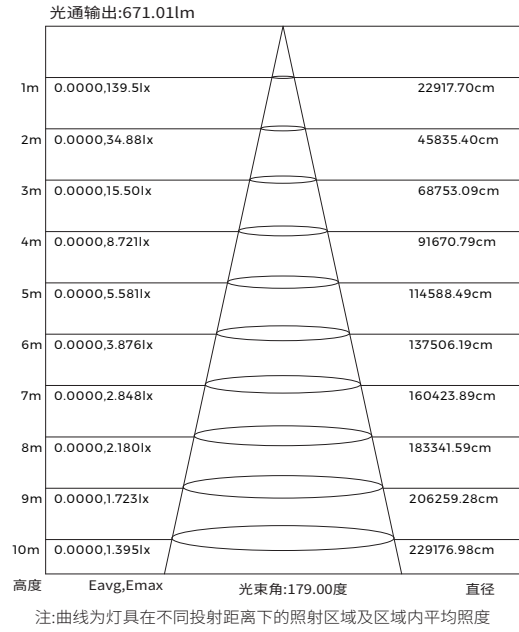 光通输出:671.01lm
1m 0.0000,139.5lx 22917.70cm
2m 0.0000,34.88lx 45835.40cm
3m 0.0000,15.50lx 68753.09cm
4m 0.0000,8.721lx 91670.79cm
5m 0.0000,5.581lx 114588.49cm
6m 0.0000,3.876lx 137506.19cm
7m 0.0000,2.848lx 160423.89cm
8m 0.0000,2.180lx 183341.59cm
9m 0.0000,1.723lx 206259.28cm
10m 0.0000,1.395lx 229176.98cm
高度 Eavg,Emax 光束角:179.00度 直径
注:曲线为灯具在不同投射距离下的照射区域及区域内平均照度